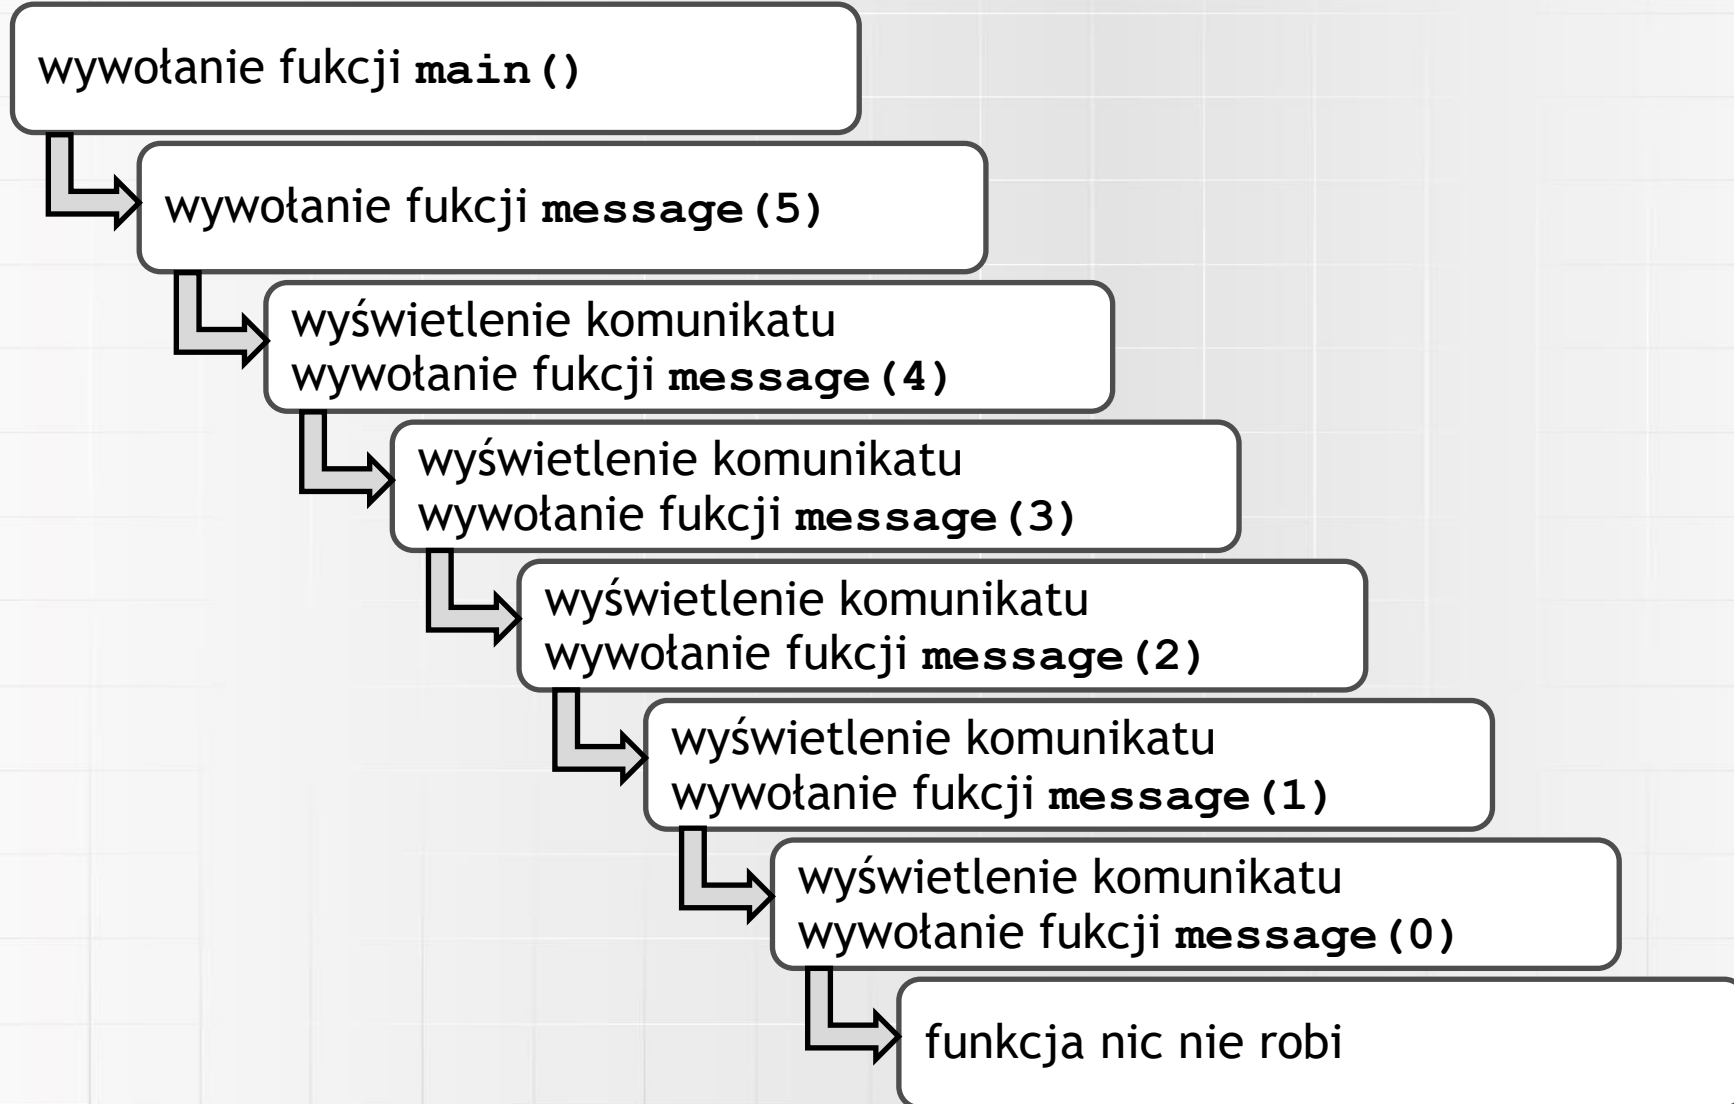 wywołanie fukcji main()
wywołanie fukcji message(5)
wyświetlenie komunikatu
wywołanie fukcji message(4)
wyświetlenie komunikatu
wywołanie fukcji message(3)
wyświetlenie komunikatu
wywołanie fukcji message(2)
wyświetlenie komunikatu
wywołanie fukcji message(1)
wyświetlenie komunikatu
wywołanie fukcji message(0)
funkcja nic nie robi